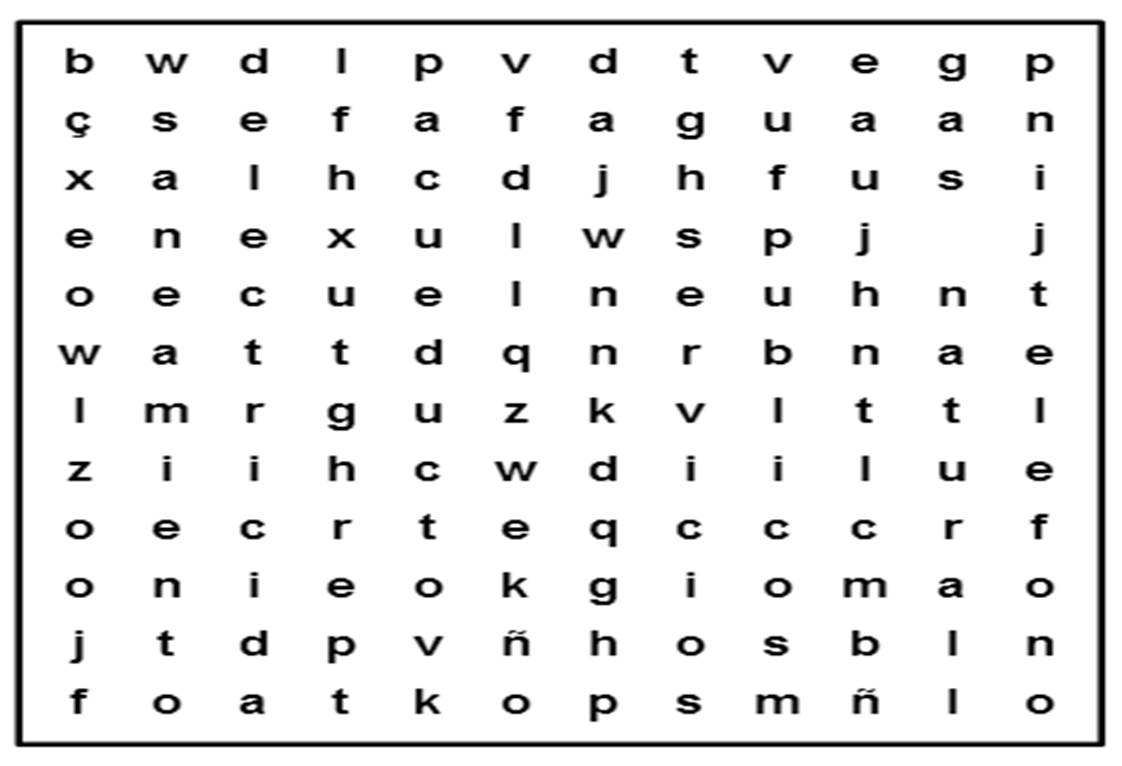 b w d l p v d t v e g p
ç s e f a f a g u a a n
x a l h c d j h f u s i
e n e x u l w s p j j
o e c u e l n e u h n t
w a t t d q n r b n a e
l m r g u z k v l t t l
z i i h c w d i i l u e
o e c r t e q c c c r f
o n i e o k g i o m a o
j t d p v ñ h o s b l n
f o a t k o p s m ñ l o